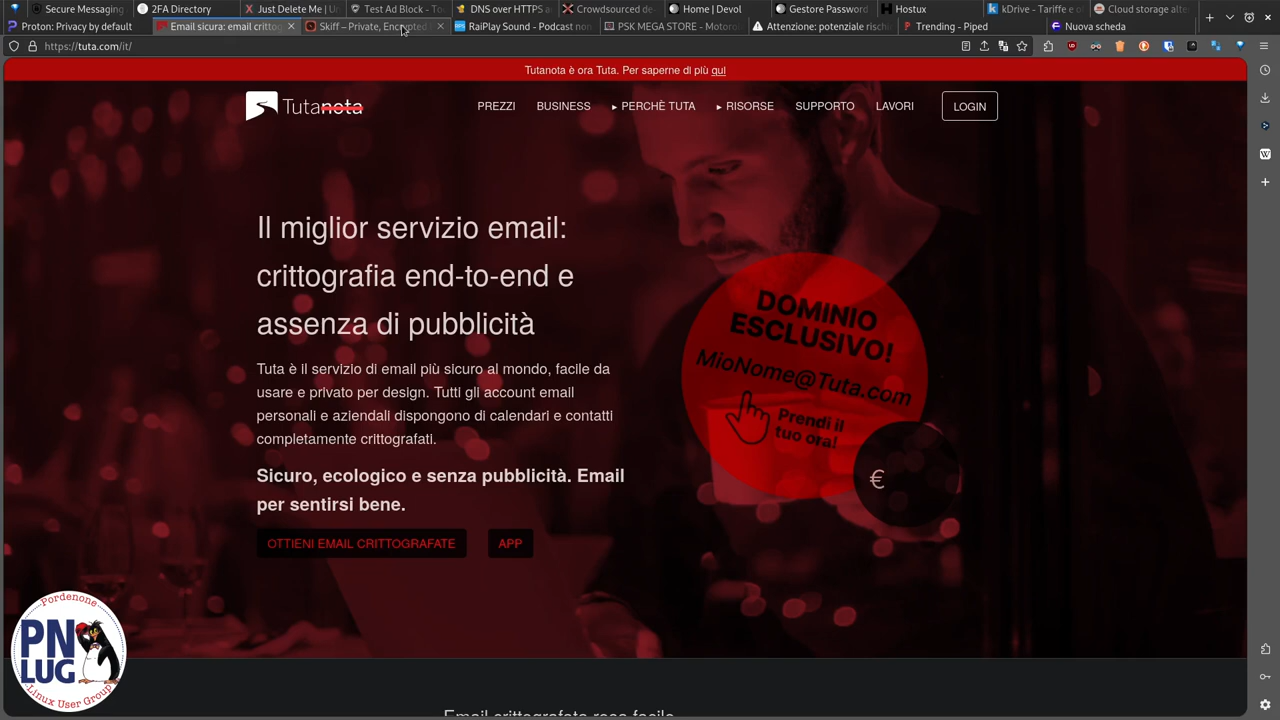 Secure Messaging
2FA Directory
Just Delete Me | 
Test Ad Block - To
DNS over HTTPS a
Crowdsourced de
Home | Devol
Gestore Password
Hostux
kDrive - Tariffe e o
Cloud storage alte
Proton: Privacy by default
Email sicura: email crittog
Skiff – Private, Encrypted
RaiPlay Sound - Podcast non
PSK MEGA STORE - Motoro
Attenzione: potenziale risch
Trending - Piped
Nuova scheda
https://tuta.com/it/
Tutanota è ora Tuta. Per saperne di più qui
Tutanota
PREZZI
BUSINESS
▸ PERCHÈ TUTA
▸ RISORSE
SUPPORTO
LAVORI
LOGIN
Il miglior servizio email:
crittografia end-to-end e
assenza di pubblicità
Tuta è il servizio di email più sicuro al mondo, facile da
usare e privato per design. Tutti gli account email
personali e aziendali dispongono di calendari e contatti
completamente crittografati.
Sicuro, ecologico e senza pubblicità. Email
per sentirsi bene.
OTTIENI EMAIL CRITTOGRAFATE
APP
DOMINIO
ESCLUSIVO!
MioNome@Tuta.com
Prendi il
tuo ora!
€
Pordenone
PN
LUG
Linux User Group
Email crittografate rese facile